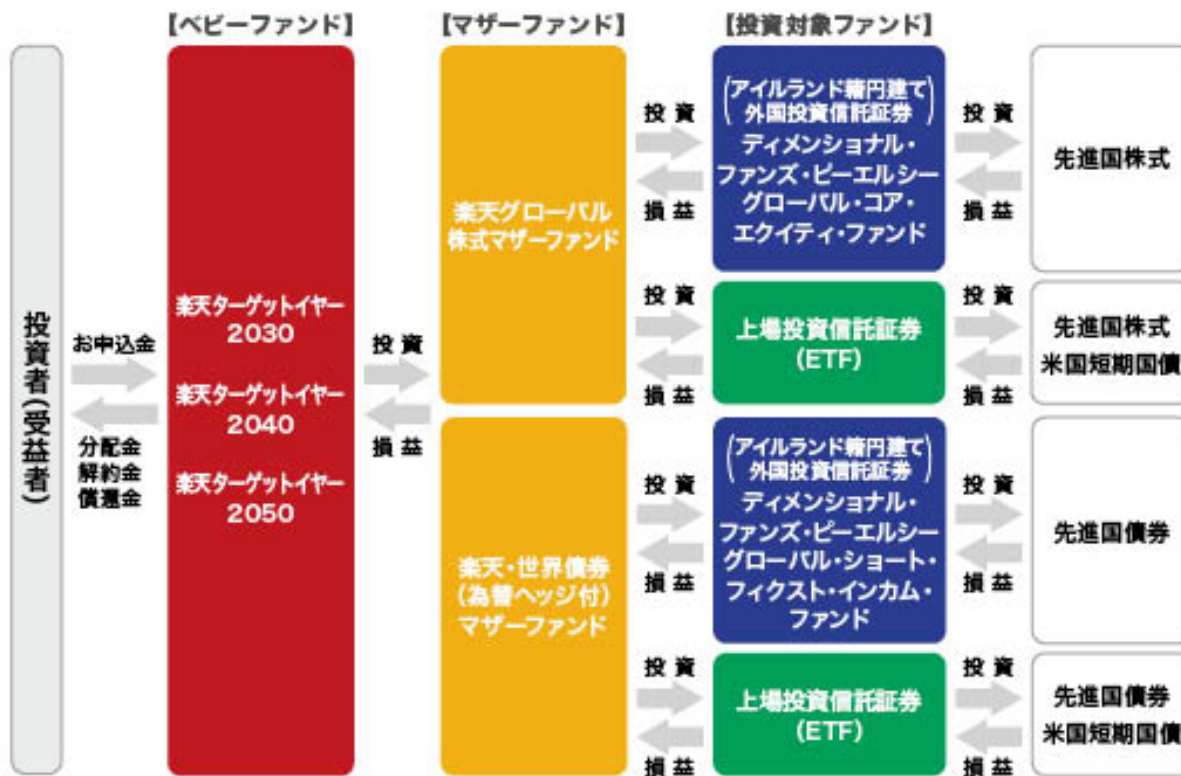 【ベビーファンド】
【マザーファンド】
【投資対象ファンド】
投資者(受益者)
お申込金
分配金
解約金
償還金
楽天ターゲットイヤー
2030
楽天ターゲットイヤー
2040
楽天ターゲットイヤー
2050
投資
損益
楽天グローバル
株式マザーファンド
投資
損益
(アイルランド籍円建て
外国投資信託証券)
ディメンショナル・
ファンズ・ピーエルシー
グローバル・コア・
エクイティ・ファンド
投資
損益
先進国株式
投資
損益
上場投資信託証券
(ETF)
投資
損益
先進国株式
米国短期国債
楽天・世界債券
(為替ヘッジ付)
マザーファンド
投資
損益
(アイルランド籍円建て
外国投資信託証券)
ディメンショナル・
ファンズ・ピーエルシー
グローバル・ショート・
フィクスト・インカム・
ファンド
投資
損益
先進国債券
投資
損益
上場投資信託証券
(ETF)
投資
損益
先進国債券
米国短期国債